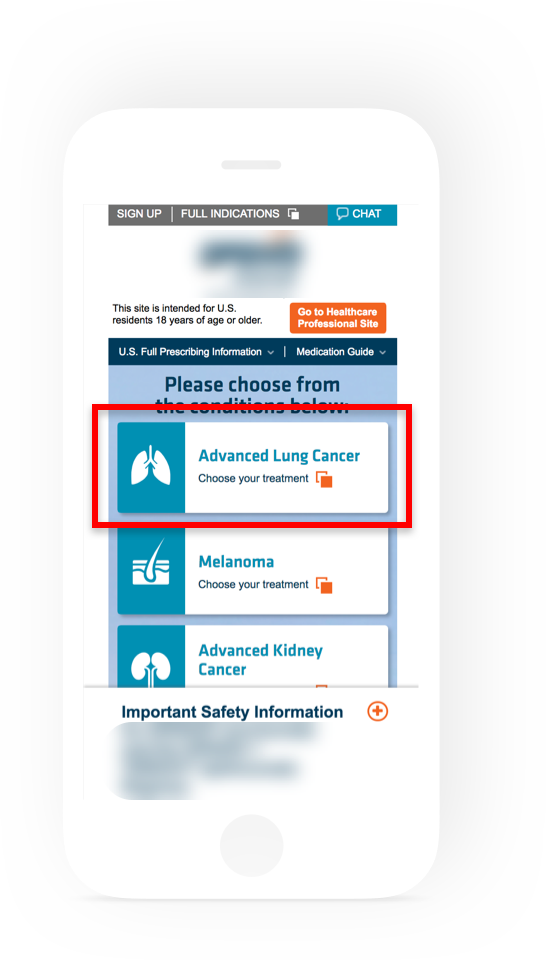 SIGN UP | FULL INDICATIONS CHAT
This site is intended for U.S.
residents 18 years of age or older.
Go to Healthcare
Professional Site
U.S. Full Prescribing Information | Medication Guide
Please choose from
the conditions below:
Advanced Lung Cancer
Choose your treatment
Melanoma
Choose your treatment
Advanced Kidney
Cancer
Important Safety Information